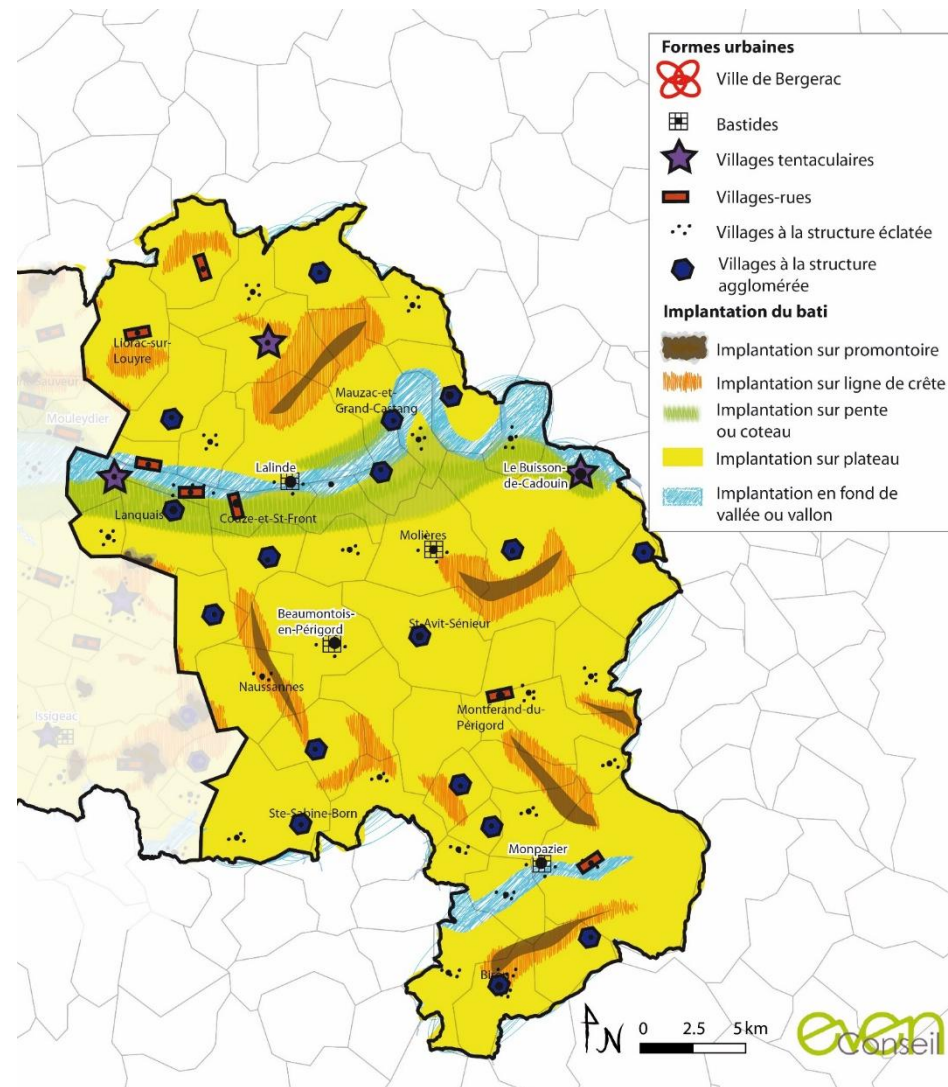 Formes urbaines
Ville de Bergerac
Bastides
Villages tentaculaires
Villages-rues
Villages à la structure éclatée
Villages à la structure
agglomérée
Implantation du bati
Implantation sur promontoire
Implantation sur ligne de crête
Implantation sur pente
ou coteau
Implantation sur plateau
Implantation en fond de
vallée ou vallon
Liorac-sur-
Louyre
Sauveur
Mouleydier
Mauzac-et-
Grand-Castang
Lalinde
Le Buisson-
de-Cadouin
Lanquais
Couze-et-St-Front
Molières
Beaumontois-
en-Périgord
St-Avit-Sénieur
Naussannes
Montferand-du-
Périgord
Issigeac
Ste-Sabine-Born
Monpazier
Biron
N
0 2.5 5 km
even
Conseil